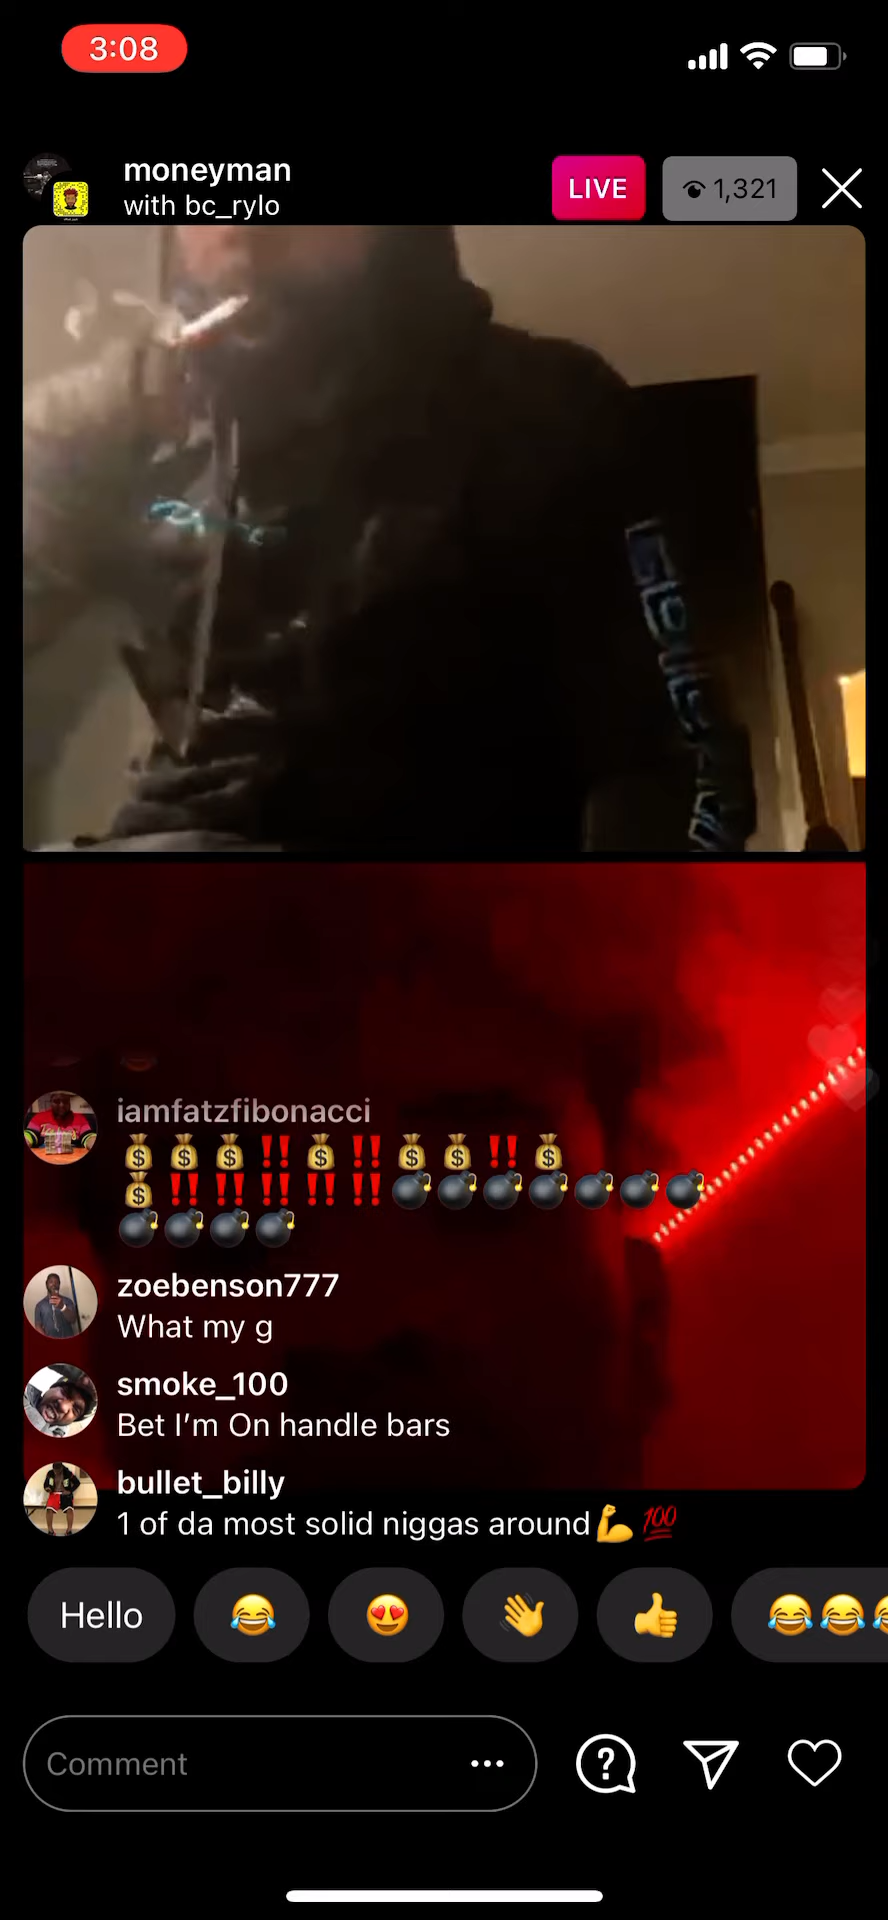 3:08
moneyman
with bc_rylo
LIVE
1,321
iamfatzfibonacci
💰💰💰‼️💰‼️💰💰‼️💰
💰‼️‼️‼️‼️‼️💣💣💣💣💣💣💣
💣💣💣💣
zoebenson777
What my g
smoke_100
Bet I’m On handle bars
bullet_billy
1 of da most solid niggas around💪💯
Hello
😂
😍
👋
👍
😂😂😂
Comment